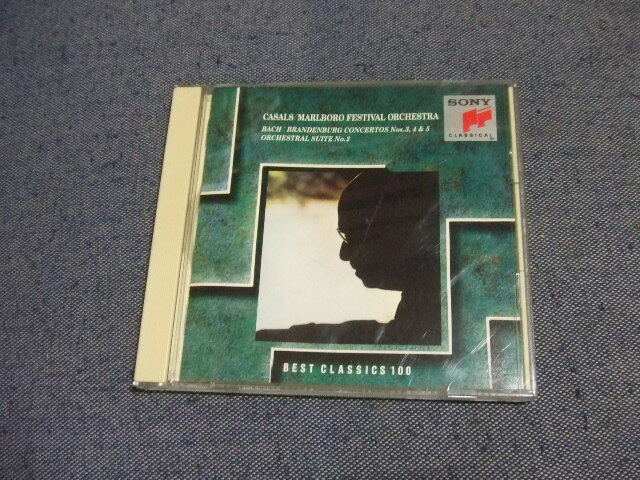 CASALS/MARLBORO FESTIVAL ORCHESTRA
BACH · BRANDENBURG CONCERTOS Nos. 3, 4 & 5
ORCHESTRAL SUITE No. 2
SONY
CLASSICAL
BEST CLASSICS 100